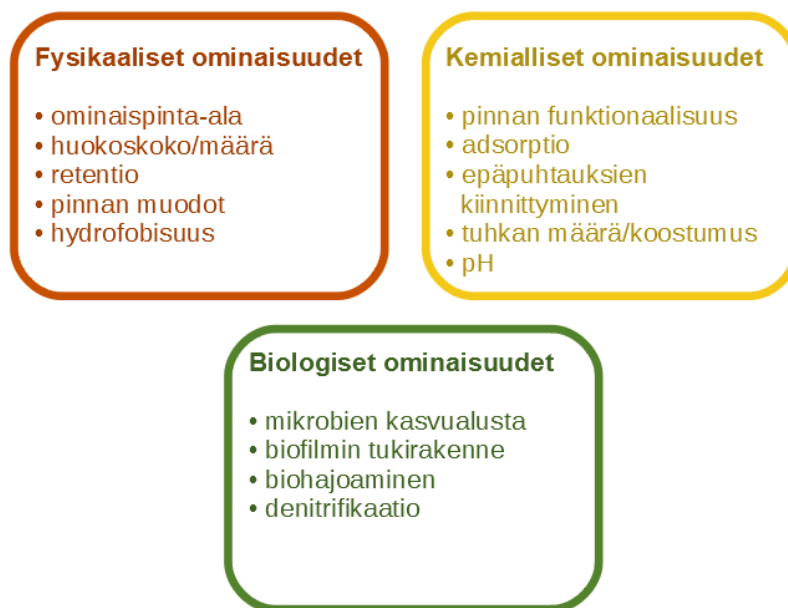 Fysikaaliset ominaisuudet
• ominaispinta-ala
• huokoskoko/määrä
• retentio
• pinnan muodot
• hydrofobisuus
Kemialliset ominaisuudet
• pinnan funktionaalisuus
• adsorptio
• epäpuhtauksien
kiinnittyminen
• tuhkan määrä/koostumus
• pH
Biologiset ominaisuudet
• mikrobien kasvualusta
• biofilmin tukirakenne
• biohajoaminen
• denitrifikaatio